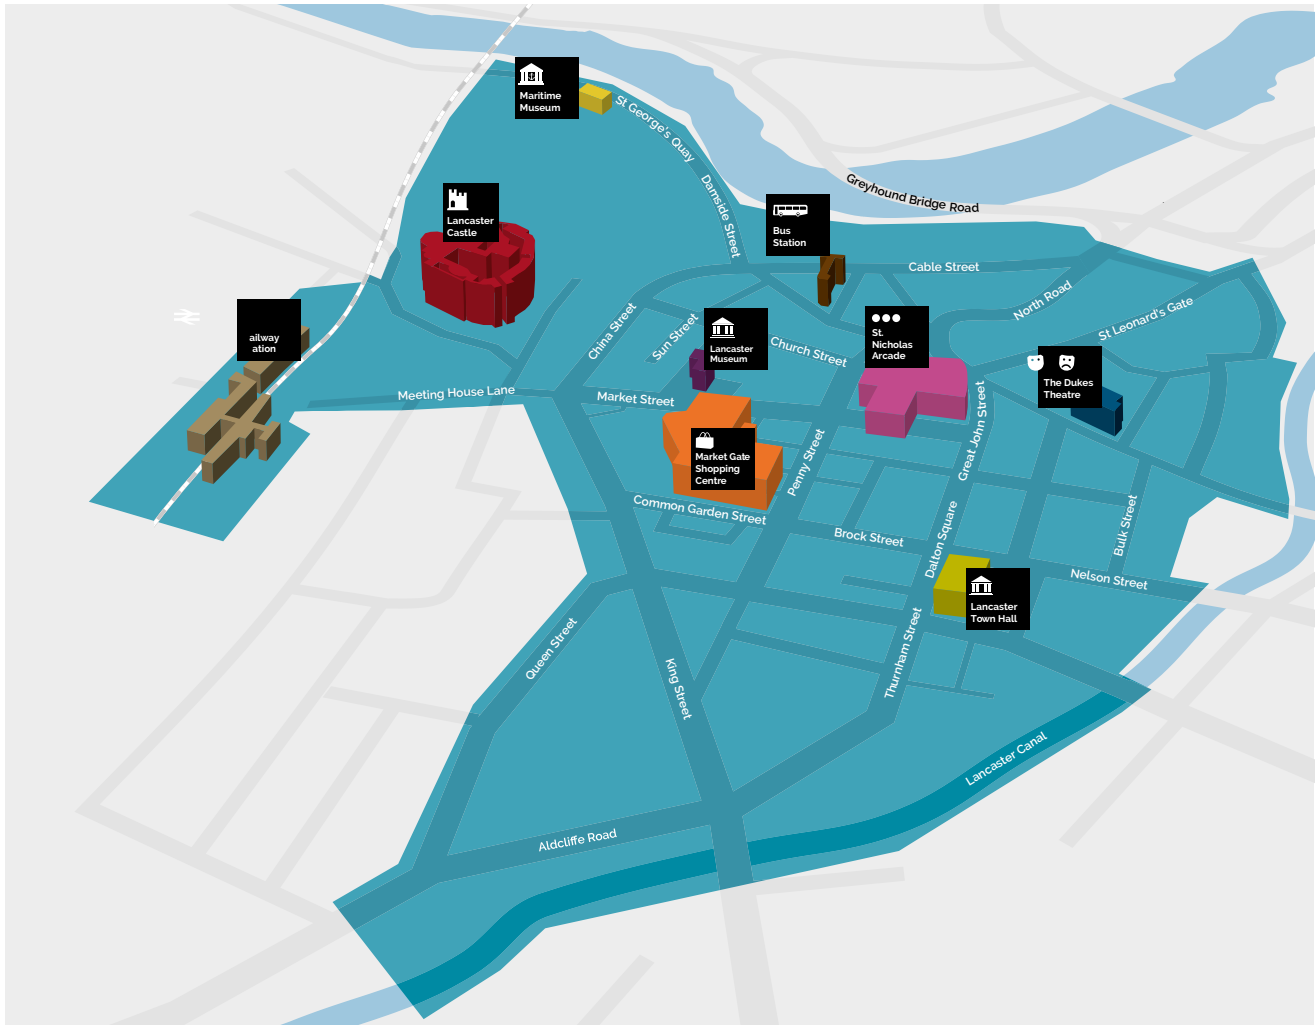 Maritime
Museum
St George's Quay
Damside Street
Greyhound Bridge Road
Lancaster
Castle
Bus
Station
Cable Street
North Road
St Leonard's Gate
ailway
ation
China Street
Sun Street
Lancaster
Museum
Church Street
St.
Nicholas
Arcade
The Dukes
Theatre
Meeting House Lane
Market Street
Great John Street
Market Gate
Shopping
Centre
Penny Street
Common Garden Street
Brock Street
Dalton Square
Bulk Street
Nelson Street
Lancaster
Town Hall
Queen Street
King Street
Thurnham Street
Lancaster Canal
Aldcliffe Road